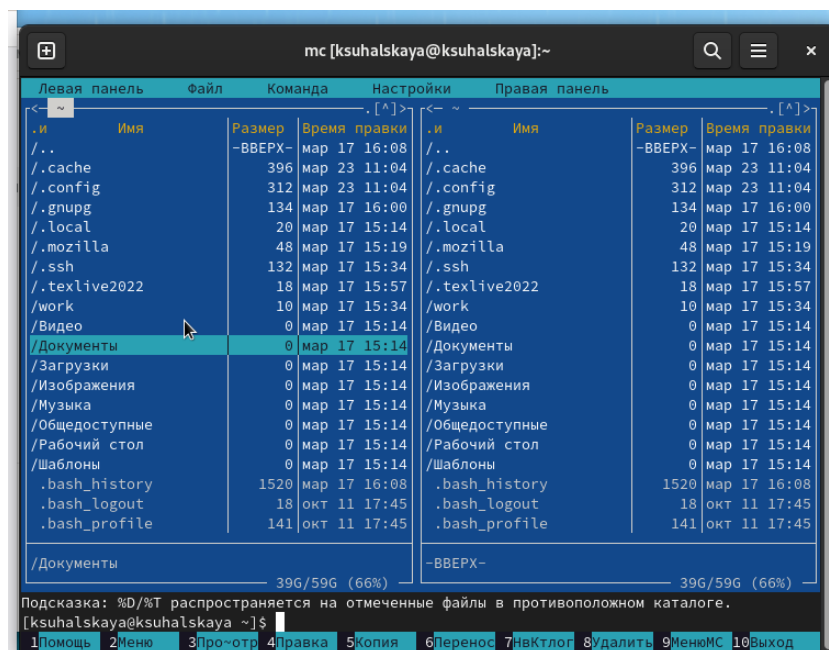 mc [ksuhalskaya@ksuhalskaya]:~
Левая панель Файл Команда Настройки Правая панель
<— ~ .[^]> <— ~ .[^]>
.и Имя Размер Время правки .и Имя Размер Время правки
/.. -ВВЕРХ- мар 17 16:08 /.. -ВВЕРХ- мар 17 16:08
/.cache 396 мар 23 11:04 /.cache 396 мар 23 11:04
/.config 312 мар 23 11:04 /.config 312 мар 23 11:04
/.gnupg 134 мар 17 16:00 /.gnupg 134 мар 17 16:00
/.local 20 мар 17 15:14 /.local 20 мар 17 15:14
/.mozilla 48 мар 17 15:19 /.mozilla 48 мар 17 15:19
/.ssh 132 мар 17 15:34 /.ssh 132 мар 17 15:34
/.texlive2022 18 мар 17 15:57 /.texlive2022 18 мар 17 15:57
/work 10 мар 17 15:34 /work 10 мар 17 15:34
/Видео 0 мар 17 15:14 /Видео 0 мар 17 15:14
/Документы 0 мар 17 15:14 /Документы 0 мар 17 15:14
/Загрузки 0 мар 17 15:14 /Загрузки 0 мар 17 15:14
/Изображения 0 мар 17 15:14 /Изображения 0 мар 17 15:14
/Музыка 0 мар 17 15:14 /Музыка 0 мар 17 15:14
/Общедоступные 0 мар 17 15:14 /Общедоступные 0 мар 17 15:14
/Рабочий стол 0 мар 17 15:14 /Рабочий стол 0 мар 17 15:14
/Шаблоны 0 мар 17 15:14 /Шаблоны 0 мар 17 15:14
.bash_history 1520 мар 17 16:08 .bash_history 1520 мар 17 16:08
.bash_logout 18 окт 11 17:45 .bash_logout 18 окт 11 17:45
.bash_profile 141 окт 11 17:45 .bash_profile 141 окт 11 17:45
/Документы -ВВЕРХ-
39G/59G (66%) 39G/59G (66%)
Подсказка: %D/%T распространяется на отмеченные файлы в противоположном каталоге.
[ksuhalskaya@ksuhalskaya ~]$
1Помощь 2Меню 3Про~отр 4Правка 5Копия 6Перенос 7НвКтлог 8Удалить 9МенюМС 10Выход